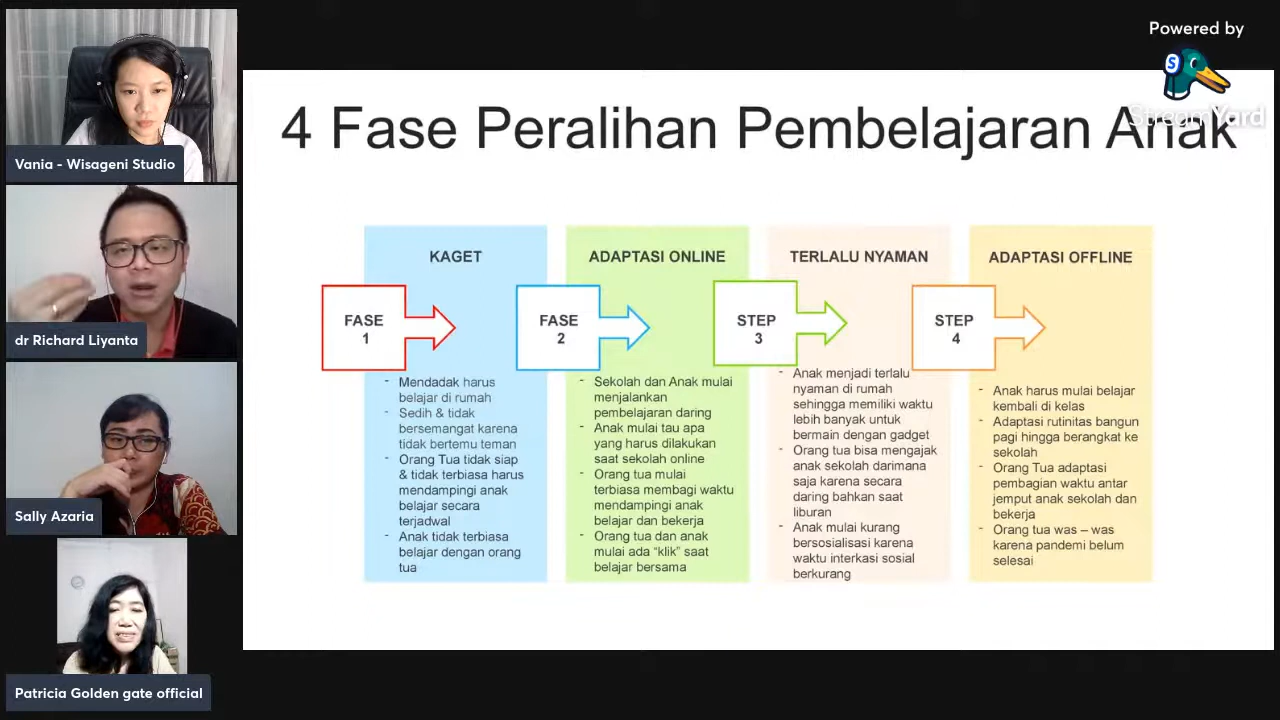 Powered by
S
StreamYard
4 Fase Peralihan Pembelajaran Anak
Vania - Wisageni Studio
dr Richard Liyanta
Sally Azaria
Patricia Golden gate official
KAGET
FASE
1
- Mendadak harus
belajar di rumah
- Sedih & tidak
bersemangat karena
tidak bertemu teman
- Orang Tua tidak siap
& tidak terbiasa harus
mendampingi anak
belajar secara
terjadwal
- Anak tidak terbiasa
belajar dengan orang
tua
ADAPTASI ONLINE
FASE
2
- Sekolah dan Anak mulai
menjalankan
pembelajaran daring
- Anak mulai tau apa
yang harus dilakukan
saat sekolah online
- Orang tua mulai
terbiasa membagi waktu
mendampingi anak
belajar dan bekerja
- Orang tua dan anak
mulai ada “klik” saat
belajar bersama
TERLALU NYAMAN
STEP
3
- Anak menjadi terlalu
nyaman di rumah
sehingga memiliki waktu
lebih banyak untuk
bermain dengan gadget
- Orang tua bisa mengajak
anak sekolah darimana
saja karena secara
daring bahkan saat
liburan
- Anak mulai kurang
bersosialisasi karena
waktu interkasi sosial
berkurang
ADAPTASI OFFLINE
STEP
4
- Anak harus mulai belajar
kembali di kelas
- Adaptasi rutinitas bangun
pagi hingga berangkat ke
sekolah
- Orang Tua adaptasi
pembagian waktu antar
jemput anak sekolah dan
bekerja
- Orang tua was – was
karena pandemi belum
selesai